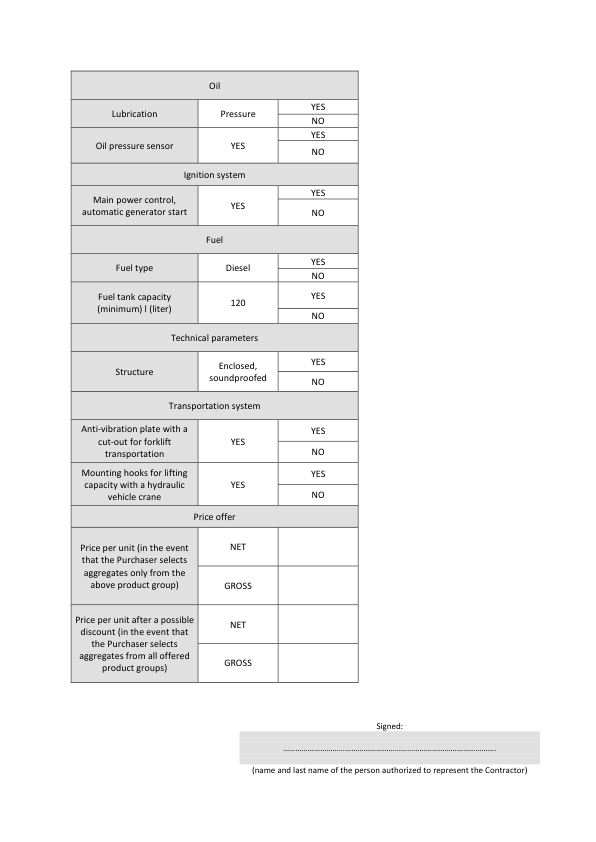 Oil
Lubrication
Pressure
YES
NO
Oil pressure sensor
YES
YES
NO
Ignition system
Main power control,
automatic generator start
YES
YES
NO
Fuel
Fuel type
Diesel
YES
NO
Fuel tank capacity
(minimum) l (liter)
120
YES
NO
Technical parameters
Structure
Enclosed,
soundproofed
YES
NO
Transportation system
Anti-vibration plate with a
cut-out for forklift
transportation
YES
YES
NO
Mounting hooks for lifting
capacity with a hydraulic
vehicle crane
YES
YES
NO
Price offer
Price per unit (in the event
that the Purchaser selects
aggregates only from the
above product group)
NET
GROSS
Price per unit after a possible
discount (in the event that
the Purchaser selects
aggregates from all offered
product groups)
NET
GROSS
Signed:
................................................................................................
(name and last name of the person authorized to represent the Contractor)